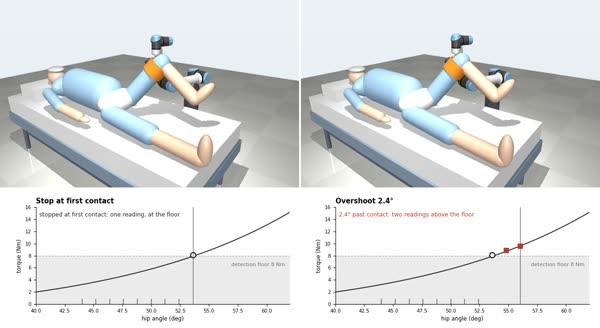 Stop at first contact
stopped at first contact: one reading, at the floor
detection floor 8 Nm
torque (Nm)
16
14
12
10
8
6
4
2
0
40.0 42.5 45.0 47.5 50.0 52.5 55.0 57.5 60.0
hip angle (deg)
Overshoot 2.4°
2.4° past contact: two readings above the floor
detection floor 8 Nm
torque (Nm)
16
14
12
10
8
6
4
2
0
40.0 42.5 45.0 47.5 50.0 52.5 55.0 57.5 60.0
hip angle (deg)